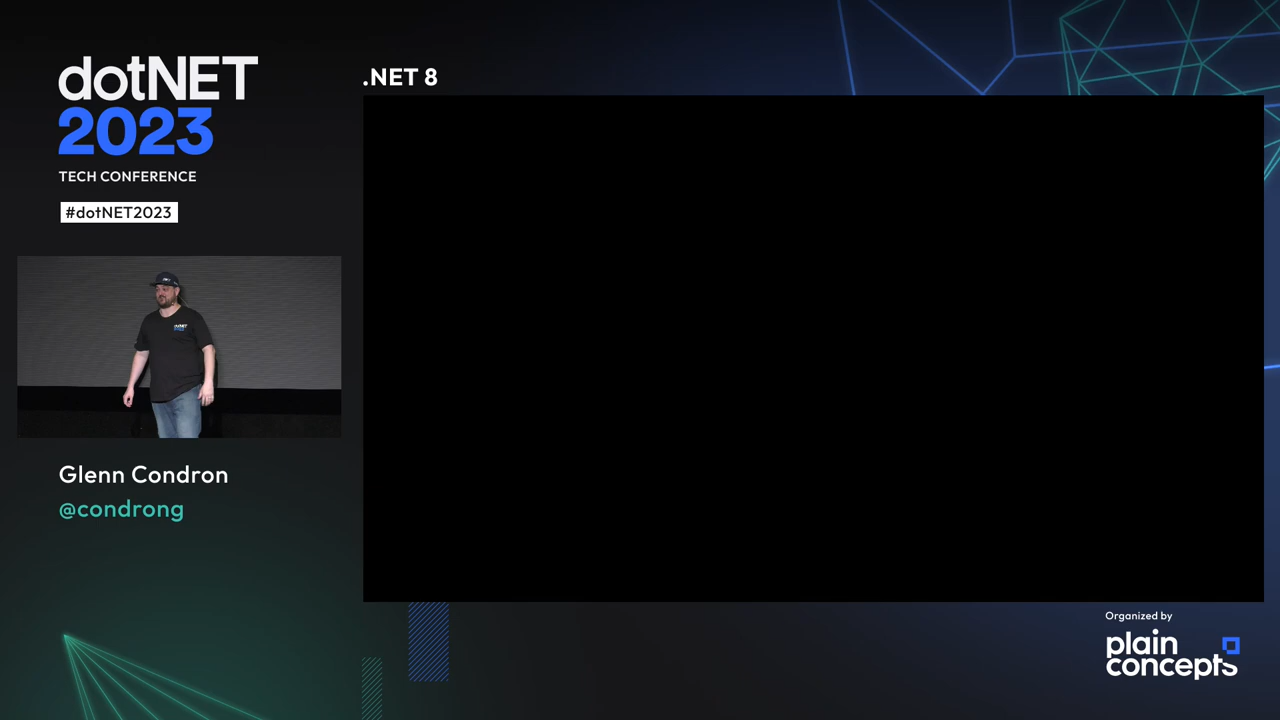 dotNET
2023
TECH CONFERENCE
#dotNET2023
.NET 8
Glenn Condron
@condrong
Organized by
plain
concepts